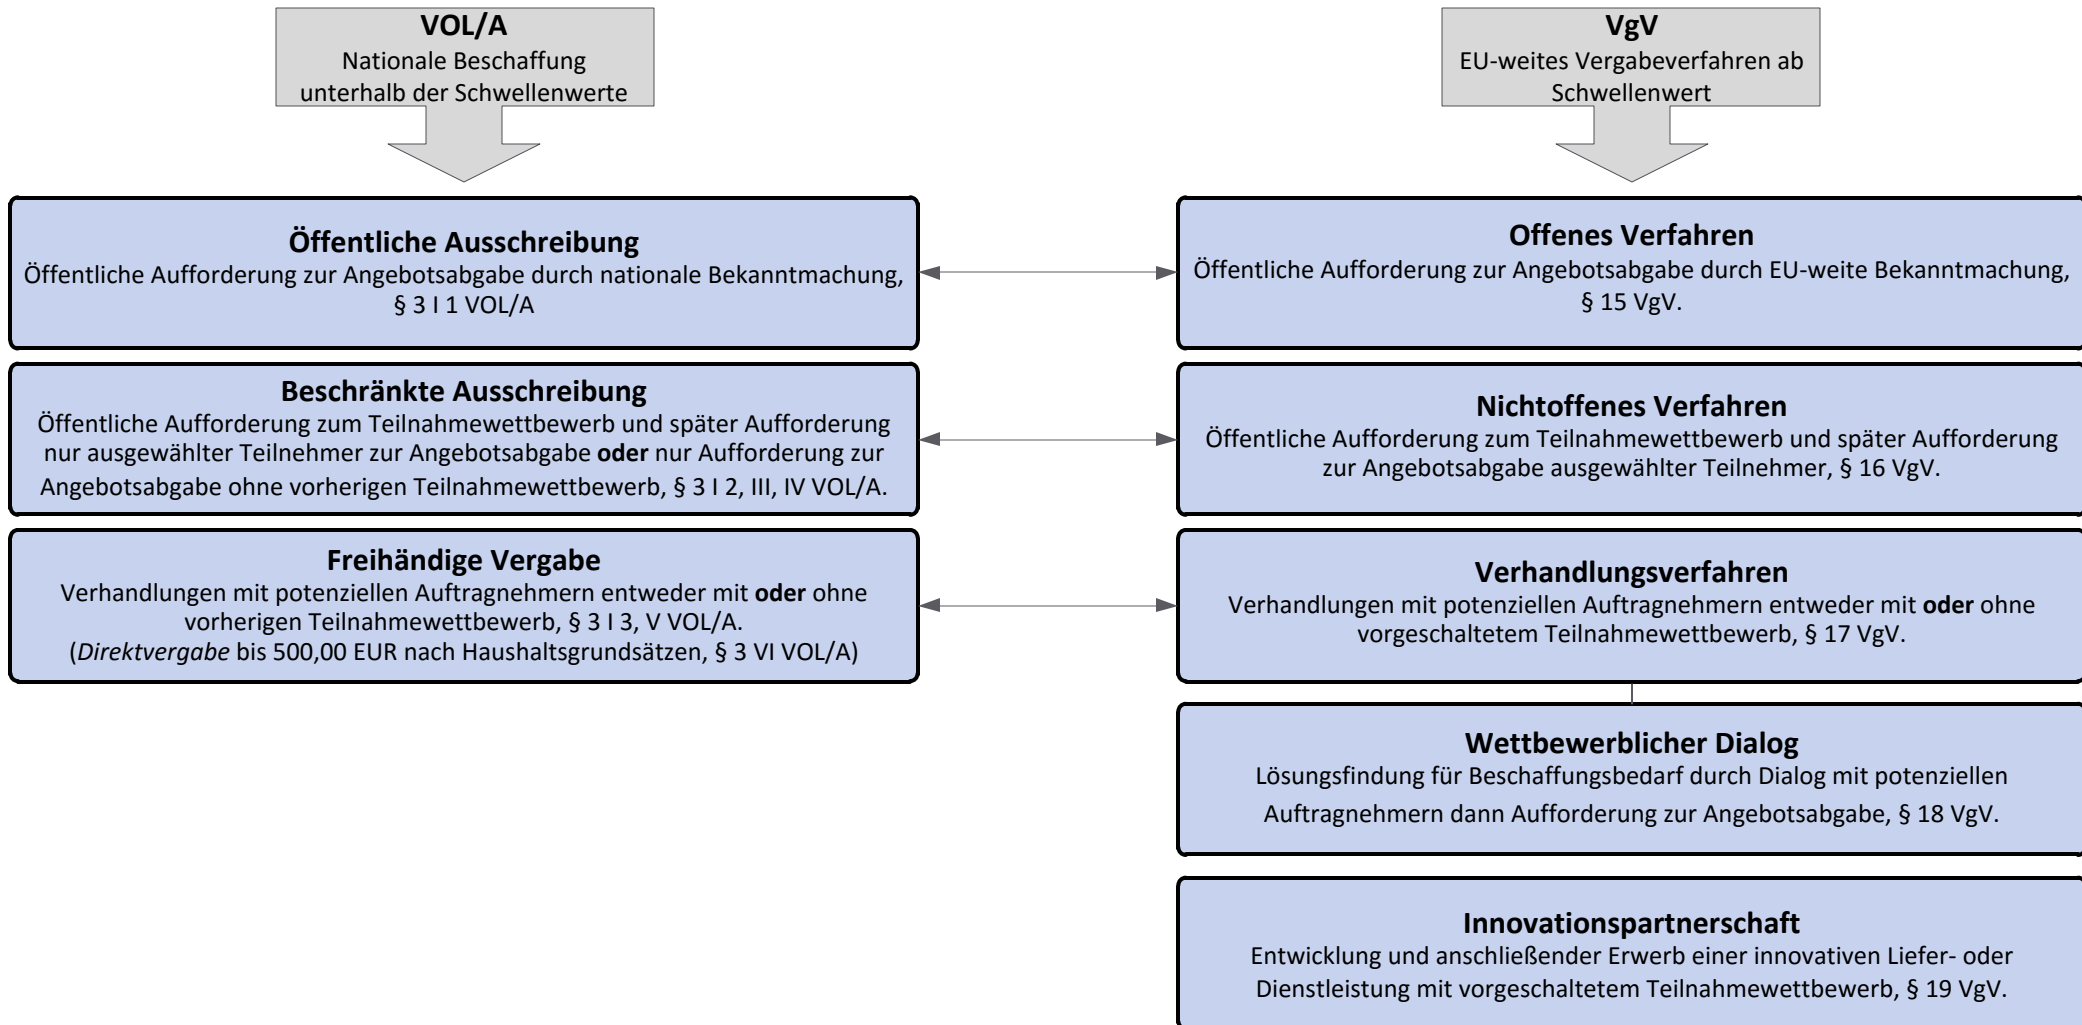 VOL/A
Nationale Beschaffung
unterhalb der Schwellenwerte
VgV
EU-weites Vergabeverfahren ab
Schwellenwert
Öffentliche Ausschreibung
Öffentliche Aufforderung zur Angebotsabgabe durch nationale Bekanntmachung,
§ 3 I 1 VOL/A
Offenes Verfahren
Öffentliche Aufforderung zur Angebotsabgabe durch EU-weite Bekanntmachung,
§ 15 VgV.
Beschränkte Ausschreibung
Öffentliche Aufforderung zum Teilnahmewettbewerb und später Aufforderung
nur ausgewählter Teilnehmer zur Angebotsabgabe oder nur Aufforderung zur
Angebotsabgabe ohne vorherigen Teilnahmewettbewerb, § 3 I 2, III, IV VOL/A.
Nichtoffenes Verfahren
Öffentliche Aufforderung zum Teilnahmewettbewerb und später Aufforderung
zur Angebotsabgabe ausgewählter Teilnehmer, § 16 VgV.
Freihändige Vergabe
Verhandlungen mit potenziellen Auftragnehmern entweder mit oder ohne
vorherigen Teilnahmewettbewerb, § 3 I 3, V VOL/A.
(Direktvergabe bis 500,00 EUR nach Haushaltsgrundsätzen, § 3 VI VOL/A)
Verhandlungsverfahren
Verhandlungen mit potenziellen Auftragnehmern entweder mit oder ohne
vorgeschaltetem Teilnahmewettbewerb, § 17 VgV.
Wettbewerblicher Dialog
Lösungsfindung für Beschaffungsbedarf durch Dialog mit potenziellen
Auftragnehmern dann Aufforderung zur Angebotsabgabe, § 18 VgV.
Innovationspartnerschaft
Entwicklung und anschließender Erwerb einer innovativen Liefer- oder
Dienstleistung mit vorgeschaltetem Teilnahmewettbewerb, § 19 VgV.